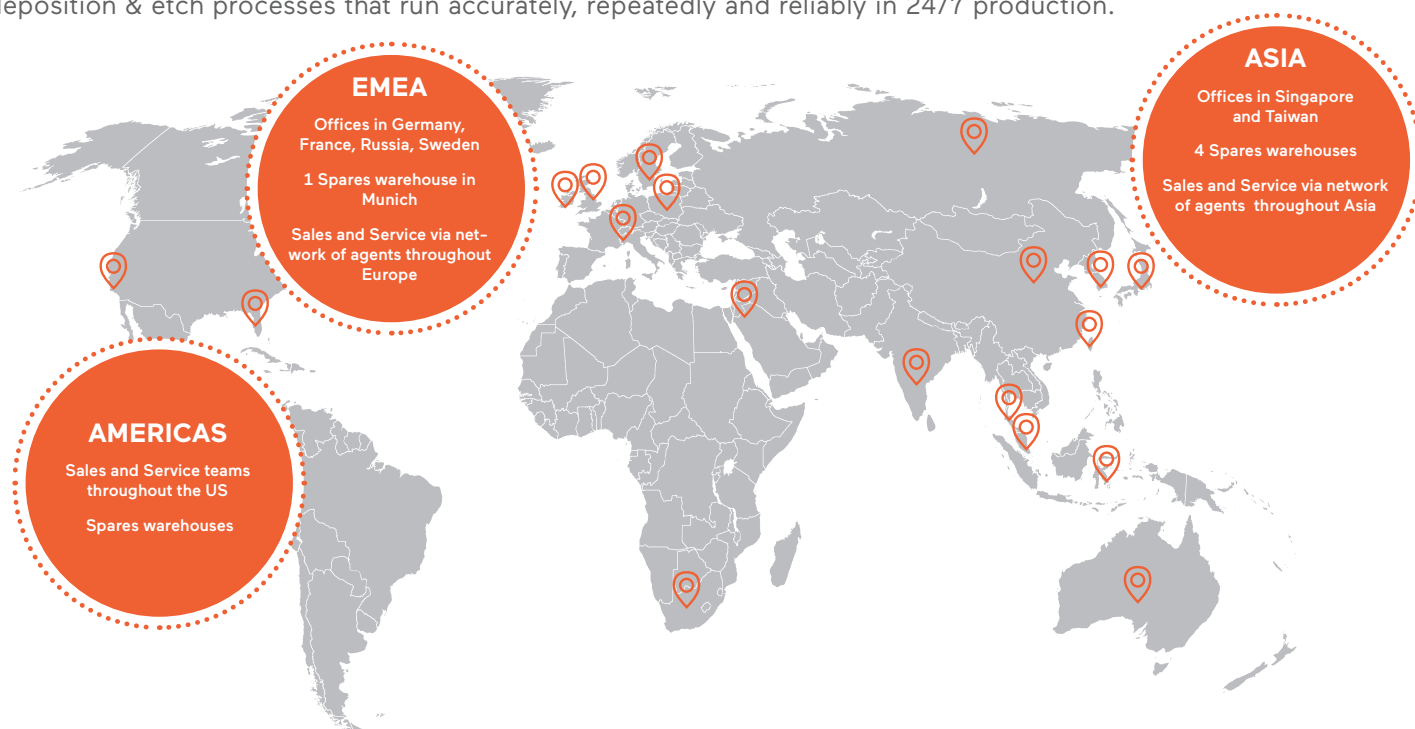 deposition & etch processes that run accurately, repeatedly and reliably in 24/7 production.
EMEA
Offices in Germany,
France, Russia, Sweden
1 Spares warehouse in
Munich
Sales and Service via net-
work of agents throughout
Europe
ASIA
Offices in Singapore
and Taiwan
4 Spares warehouses
Sales and Service via network
of agents throughout Asia
AMERICAS
Sales and Service teams
throughout the US
Spares warehouses